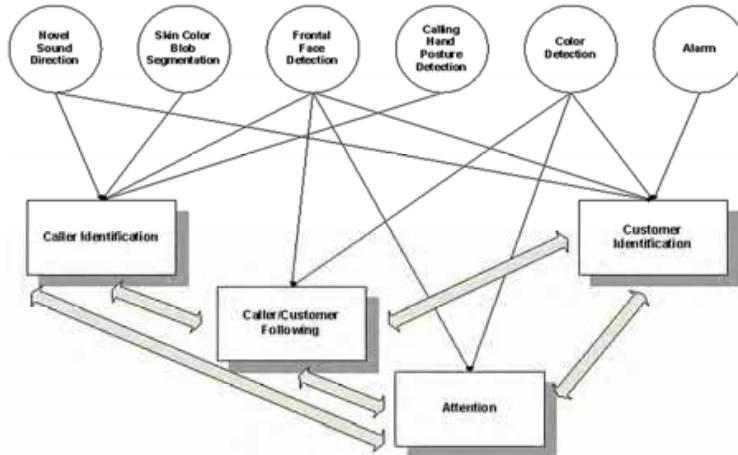 Novel
Sound
Direction
Skin Color
Blob
Segmentation
Frontal
Face
Detection
Calling
Hand
Posture
Detection
Color
Detection
Alarm
Caller Identification
Customer
Identification
Caller/Customer
Following
Attention